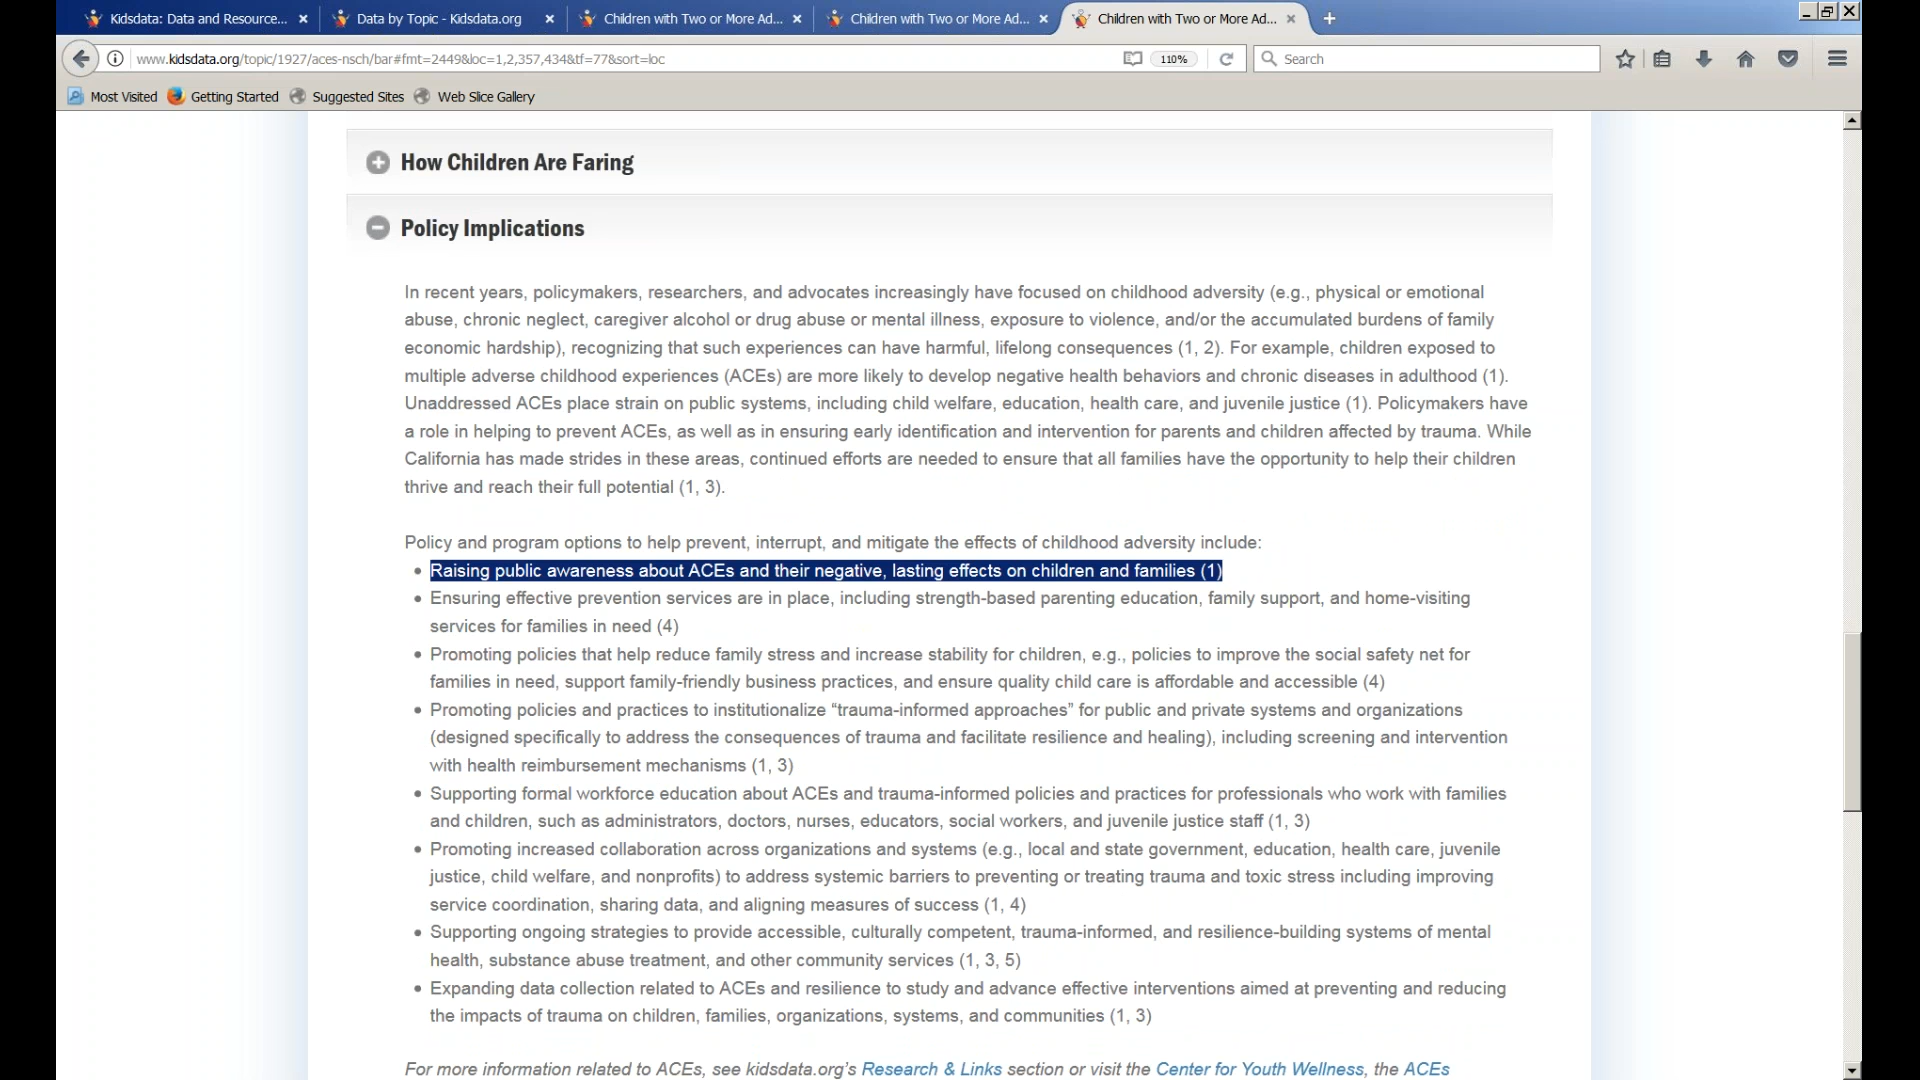 Kidsdata: Data and Resource...
Data by Topic - Kidsdata.org
Children with Two or More Ad...
Children with Two or More Ad...
Children with Two or More Ad...
www.kidsdata.org/topic/1927/aces-nsch/bar#fmt=2449&loc=1,2,357,434&tf=77&sort=loc
110%
Search
Most Visited
Getting Started
Suggested Sites
Web Slice Gallery
How Children Are Faring
Policy Implications
In recent years, policymakers, researchers, and advocates increasingly have focused on childhood adversity (e.g., physical or emotional
abuse, chronic neglect, caregiver alcohol or drug abuse or mental illness, exposure to violence, and/or the accumulated burdens of family
economic hardship), recognizing that such experiences can have harmful, lifelong consequences (1, 2). For example, children exposed to
multiple adverse childhood experiences (ACEs) are more likely to develop negative health behaviors and chronic diseases in adulthood (1).
Unaddressed ACEs place strain on public systems, including child welfare, education, health care, and juvenile justice (1). Policymakers have
a role in helping to prevent ACEs, as well as in ensuring early identification and intervention for parents and children affected by trauma. While
California has made strides in these areas, continued efforts are needed to ensure that all families have the opportunity to help their children
thrive and reach their full potential (1, 3).
Policy and program options to help prevent, interrupt, and mitigate the effects of childhood adversity include:
• Raising public awareness about ACEs and their negative, lasting effects on children and families (1)
• Ensuring effective prevention services are in place, including strength-based parenting education, family support, and home-visiting
services for families in need (4)
• Promoting policies that help reduce family stress and increase stability for children, e.g., policies to improve the social safety net for
families in need, support family-friendly business practices, and ensure quality child care is affordable and accessible (4)
• Promoting policies and practices to institutionalize “trauma-informed approaches” for public and private systems and organizations
(designed specifically to address the consequences of trauma and facilitate resilience and healing), including screening and intervention
with health reimbursement mechanisms (1, 3)
• Supporting formal workforce education about ACEs and trauma-informed policies and practices for professionals who work with families
and children, such as administrators, doctors, nurses, educators, social workers, and juvenile justice staff (1, 3)
• Promoting increased collaboration across organizations and systems (e.g., local and state government, education, health care, juvenile
justice, child welfare, and nonprofits) to address systemic barriers to preventing or treating trauma and toxic stress including improving
service coordination, sharing data, and aligning measures of success (1, 4)
• Supporting ongoing strategies to provide accessible, culturally competent, trauma-informed, and resilience-building systems of mental
health, substance abuse treatment, and other community services (1, 3, 5)
• Expanding data collection related to ACEs and resilience to study and advance effective interventions aimed at preventing and reducing
the impacts of trauma on children, families, organizations, systems, and communities (1, 3)
For more information related to ACEs, see kidsdata.org’s Research & Links section or visit the Center for Youth Wellness, the ACEs